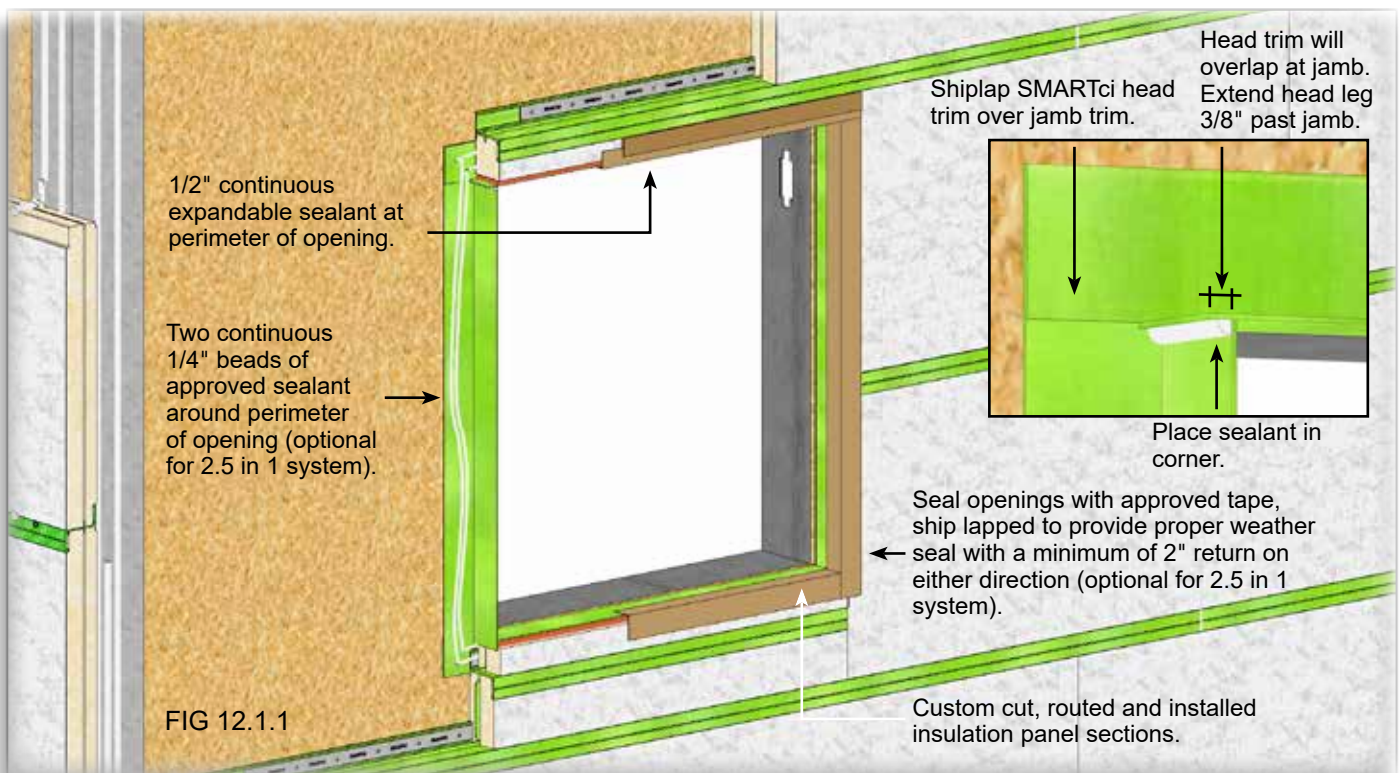 Head trim will
overlap at jamb.
Extend head leg
3/8" past jamb.
Shiplap SMARTci head
trim over jamb trim.
1/2" continuous
expandable sealant at
perimeter of opening.
Two continuous
1/4" beads of
approved sealant
around perimeter
of opening (optional
for 2.5 in 1 system).
Place sealant in
corner.
Seal openings with approved tape,
ship lapped to provide proper weather
seal with a minimum of 2" return on
either direction (optional for 2.5 in 1
system).
Custom cut, routed and installed
insulation panel sections.
FIG 12.1.1